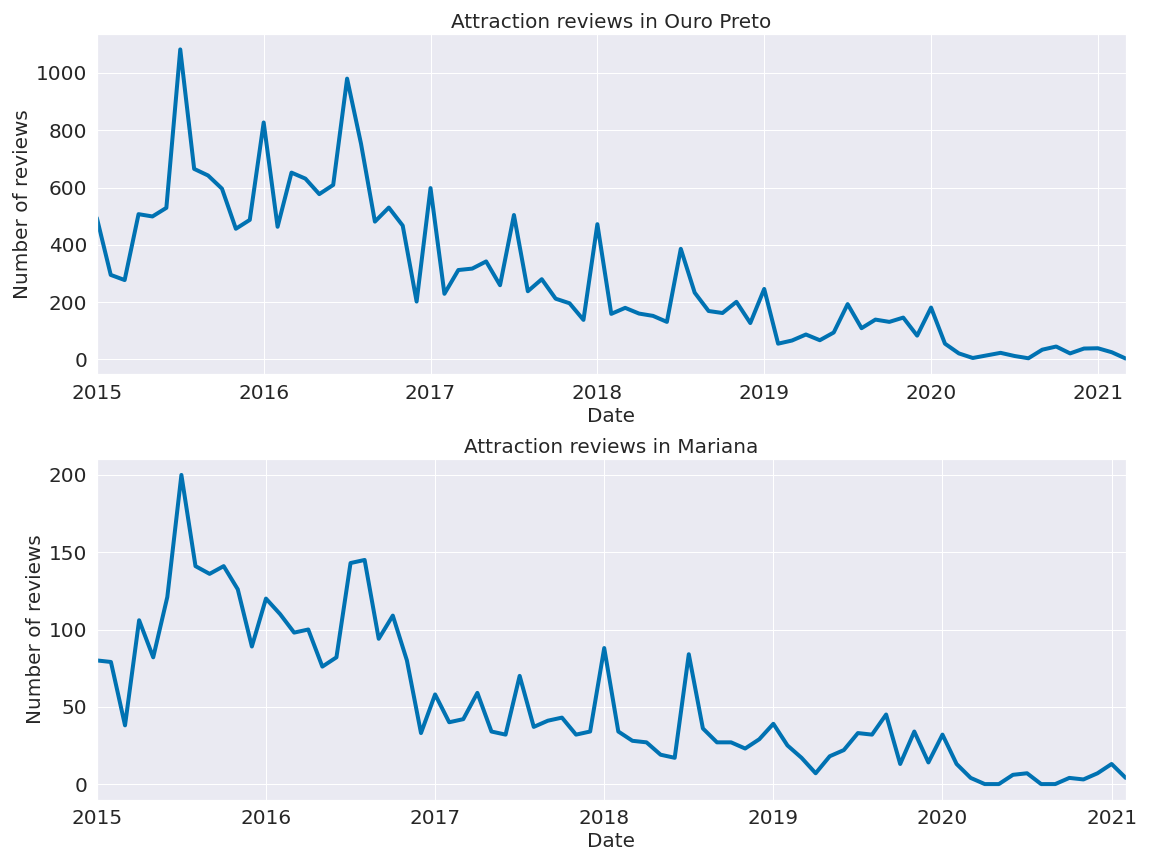 Attraction reviews in Ouro Preto
Number of reviews
1000
800
600
400
200
0
2015 2016 2017 2018 2019 2020 2021
Date
Attraction reviews in Mariana
Number of reviews
200
150
100
50
0
2015 2016 2017 2018 2019 2020 2021
Date